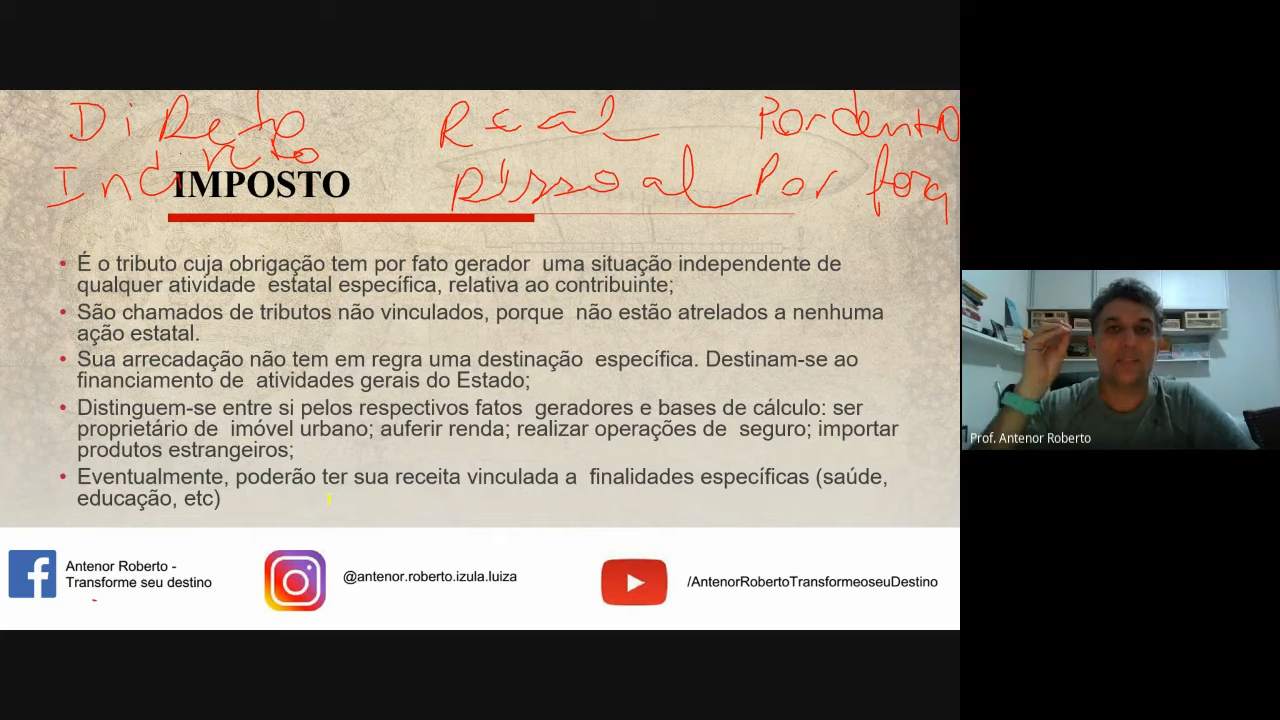 Direto Real Por dentro
Indireto Pessoal Por fora
IMPOSTO
• É o tributo cuja obrigação tem por fato gerador uma situação independente de
qualquer atividade estatal específica, relativa ao contribuinte;
• São chamados de tributos não vinculados, porque não estão atrelados a nenhuma
ação estatal.
• Sua arrecadação não tem em regra uma destinação específica. Destinam-se ao
financiamento de atividades gerais do Estado;
• Distinguem-se entre si pelos respectivos fatos geradores e bases de cálculo: ser
proprietário de imóvel urbano; auferir renda; realizar operações de seguro; importar
produtos estrangeiros;
• Eventualmente, poderão ter sua receita vinculada a finalidades específicas (saúde,
educação, etc)
Prof. Antenor Roberto
Antenor Roberto -
Transforme seu destino
@antenor.roberto.izula.luiza
/AntenorRobertoTransformeoseuDestino